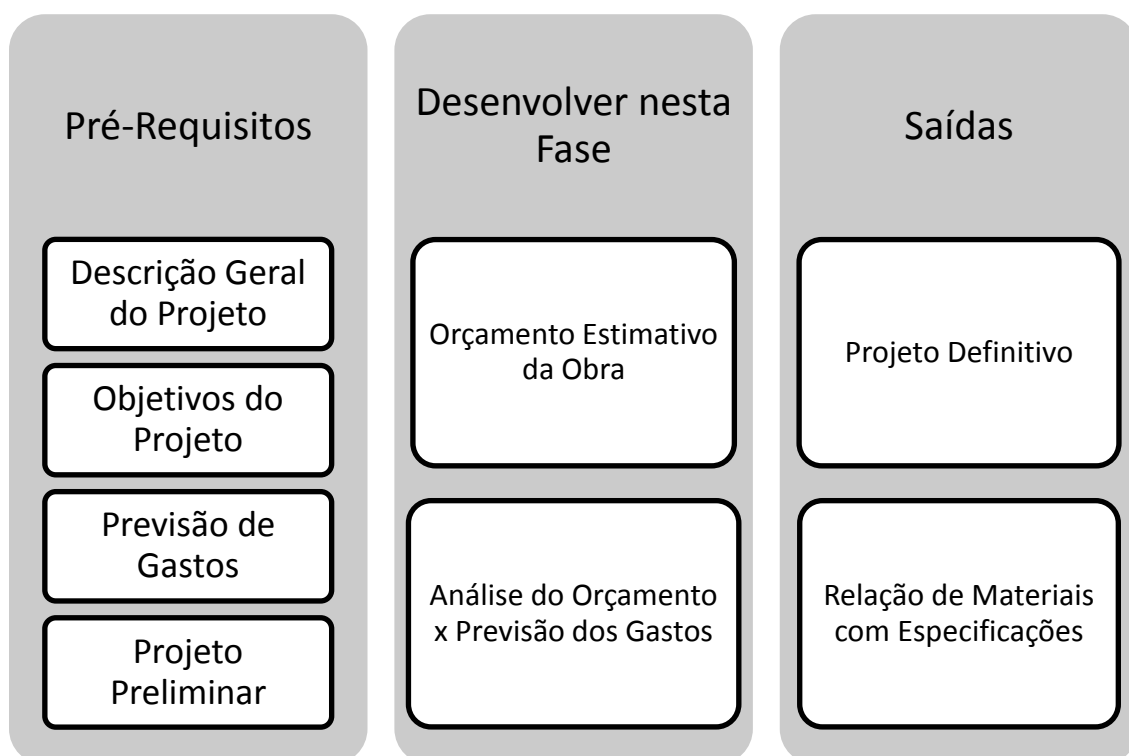 Pré-Requisitos
Descrição Geral
do Projeto
Objetivos do
Projeto
Previsão de
Gastos
Projeto
Preliminar
Desenvolver nesta
Fase
Orçamento Estimativo
da Obra
Análise do Orçamento
x Previsão dos Gastos
Saídas
Projeto Definitivo
Relação de Materiais
com Especificações